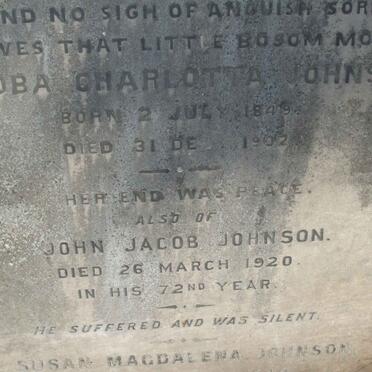 ND NO SIGH OF ANGUISH SOR
VES THAT LITTLE BOSOM MO
OBA CHARLOTTA JOHNS
BORN 2 JULY 1849.
DIED 31 DE 1902
HER END WAS PEACE.
ALSO OF
JOHN JACOB JOHNSON.
DIED 26 MARCH 1920.
IN HIS 72ND YEAR.
HE SUFFERED AND WAS SILENT.
SUSAN MAGDALENA JOHNSON